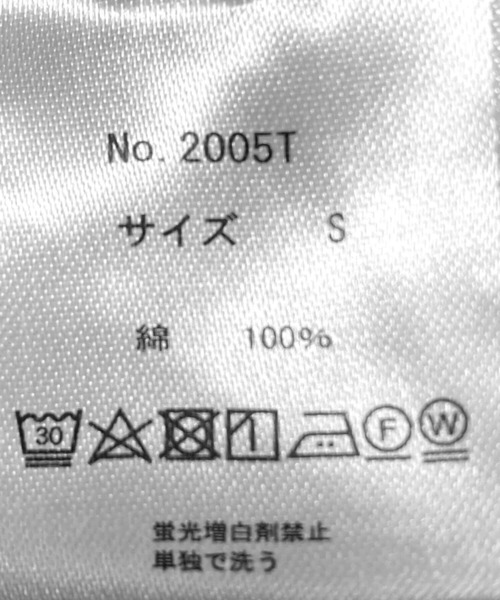 No. 2005T
サイズ S
綿 100%
30 F W
蛍光増白剤禁止
単独で洗う